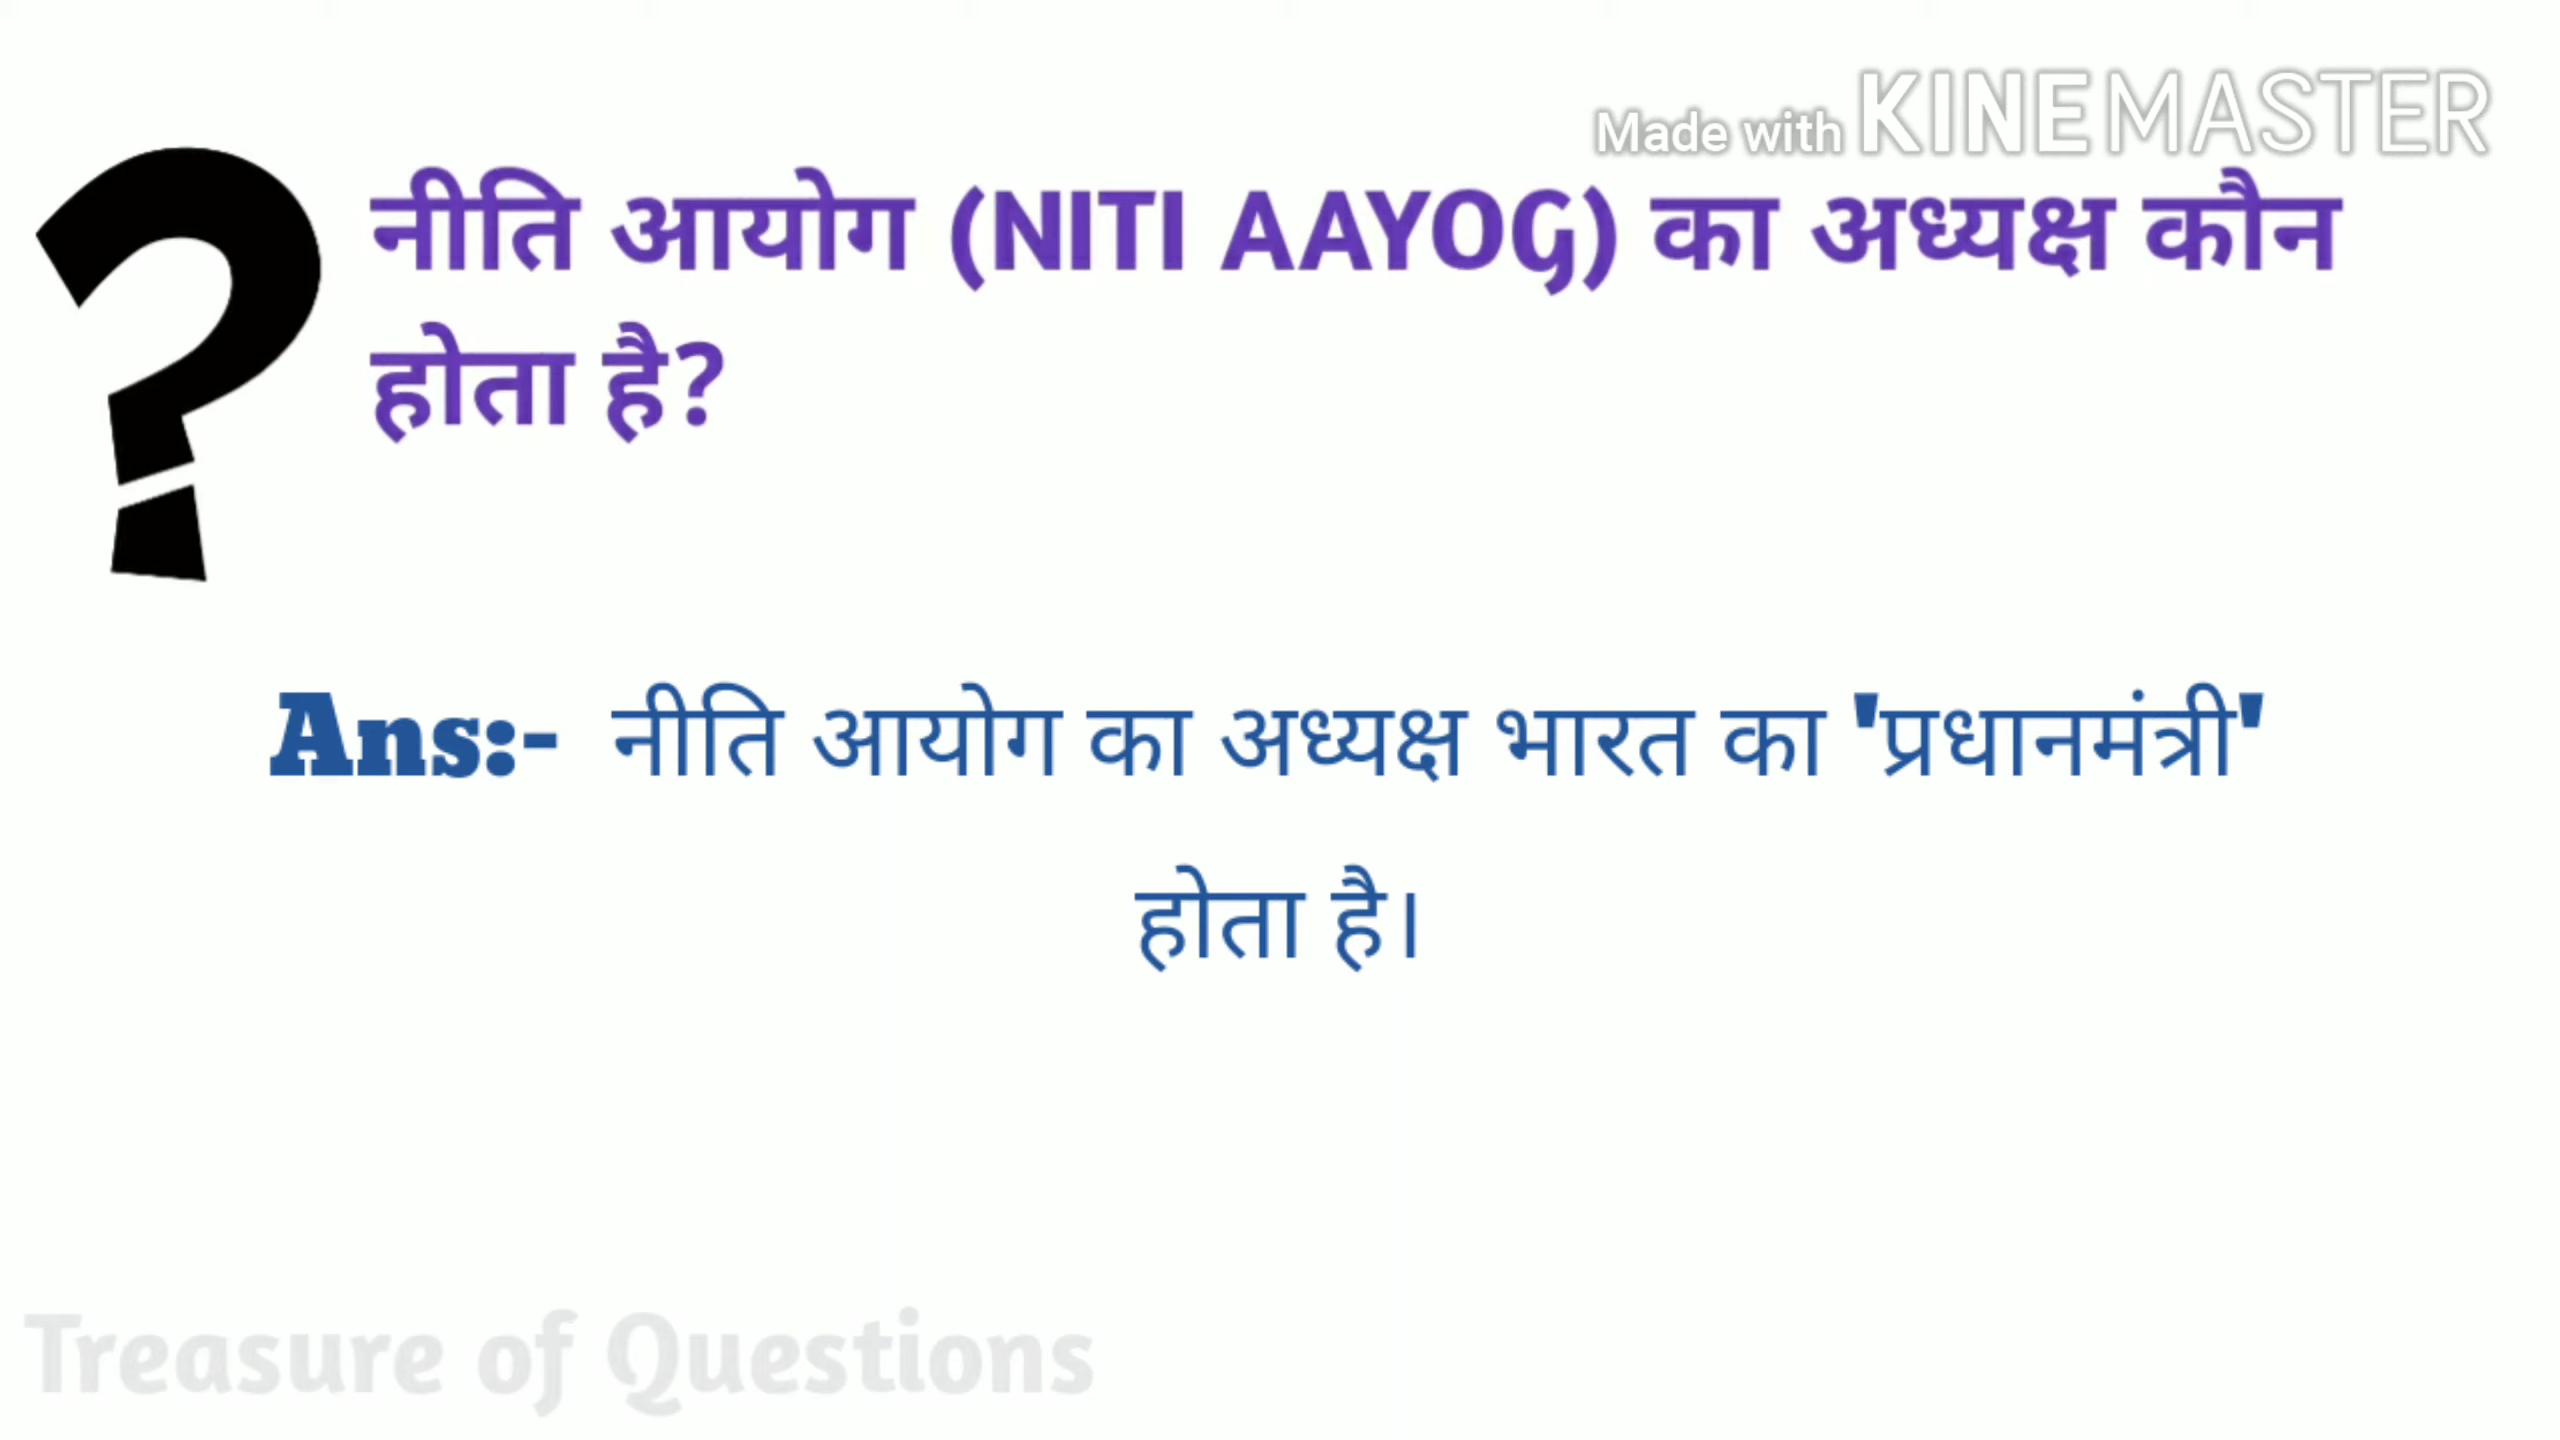 Made with KINEMASTER
नीति आयोग (NITI AAYOG) का अध्यक्ष कौन
होता है?
Ans:- नीति आयोग का अध्यक्ष भारत का 'प्रधानमंत्री'
होता है।
Treasure of Questions